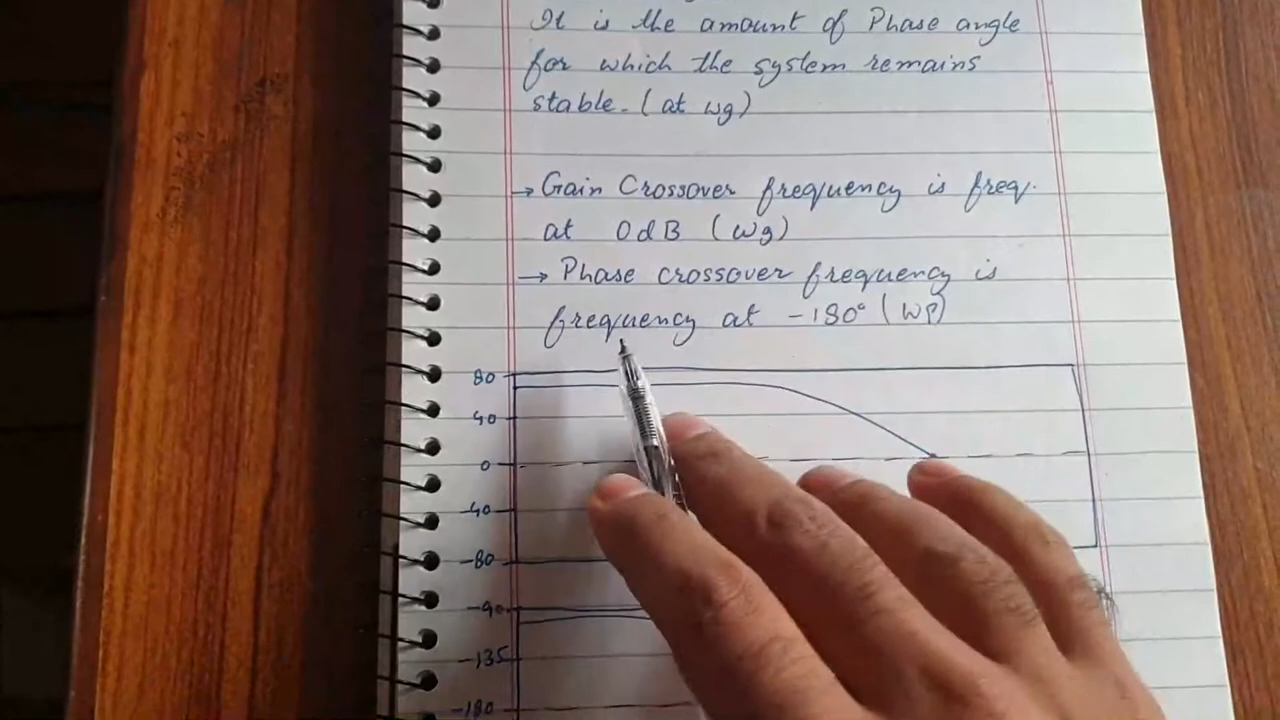 It is the amount of Phase angle
for which the system remains
stable. (at wg)
→ Gain Crossover frequency is freq.
at 0dB (wg)
→ Phase crossover frequency is
frequency at -180° (wp)
80
40
0
-40
-80
-90
-135
-180